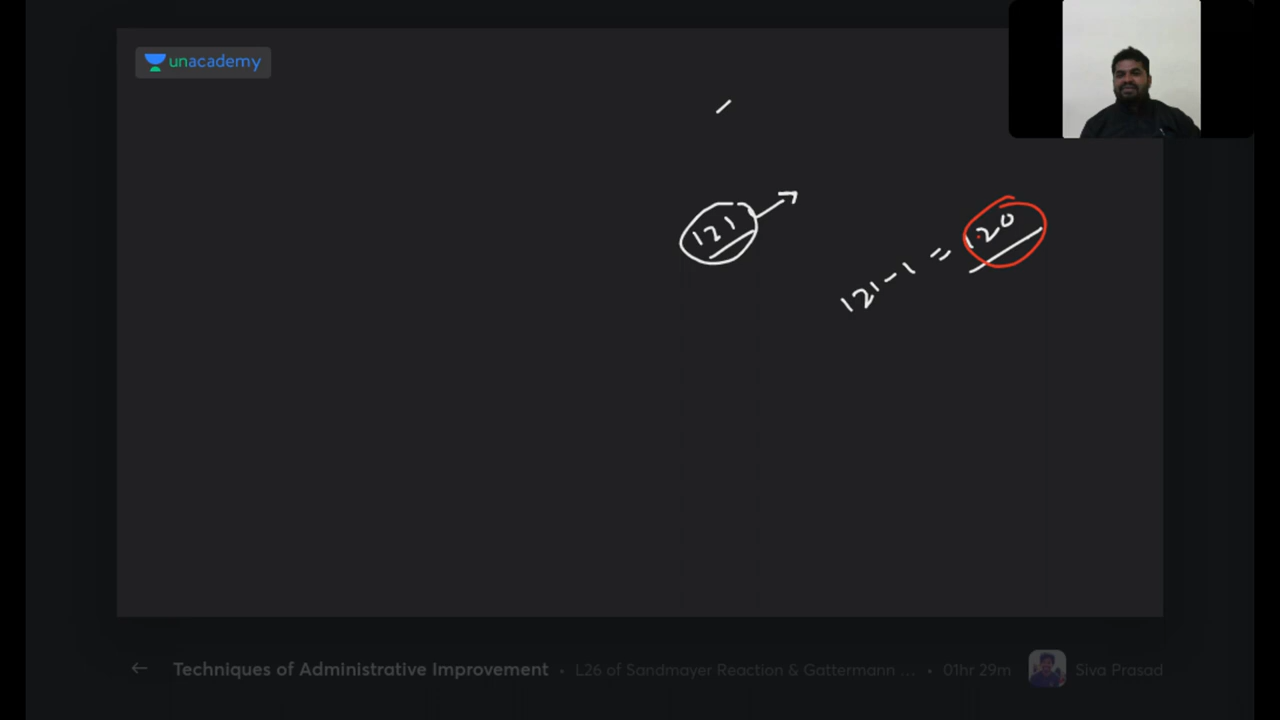 unacademy
121
121 - 1 = 120
Techniques of Administrative Improvement • L26 of Sandmayer Reaction & Gattermann ... • 01hr 29m Siva Prasad